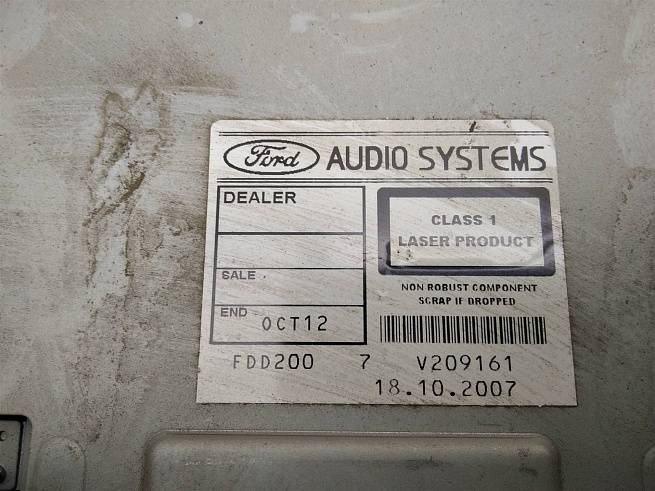 Ford AUDIO SYSTEMS
DEALER
SALE
END OCT12
CLASS 1
LASER PRODUCT
NON ROBUST COMPONENT
SCRAP IF DROPPED
FDD200 7 V209161
18.10.2007